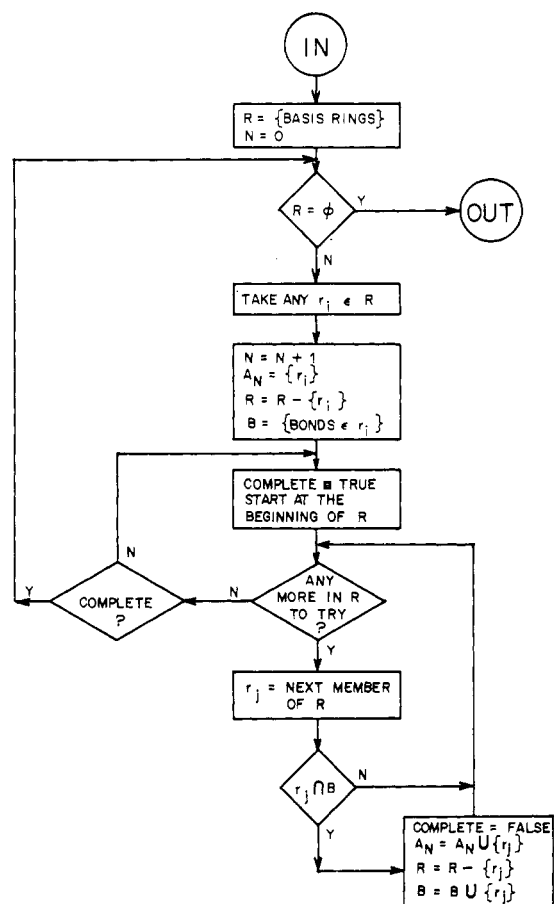 IN
R = {BASIS RINGS}
N = 0
R = ϕ
Y
OUT
N
TAKE ANY r_i ϵ R
N = N + 1
A_N = {r_i}
R = R - {r_i}
B = {BONDS ϵ r_i}
COMPLETE = TRUE
START AT THE
BEGINNING OF R
N
Y
COMPLETE
?
N
ANY
MORE IN R
TO TRY
?
Y
r_j = NEXT MEMBER
OF R
r_j ⋂ B
N
Y
COMPLETE = FALSE
A_N = A_N ⋃ {r_j}
R = R - {r_j}
B = B ⋃ {r_j}